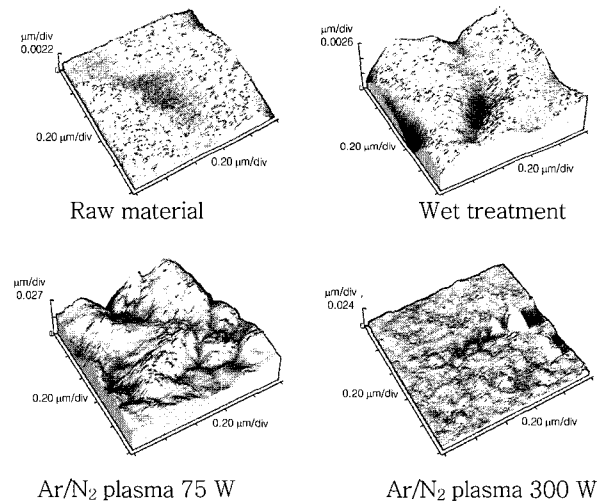 μm/div
0.0022
0.20 μm/div
0.20 μm/div
Raw material
μm/div
0.0026
0.20 μm/div
0.20 μm/div
Wet treatment
μm/div
0.027
0.20 μm/div
0.20 μm/div
Ar/N₂ plasma 75 W
μm/div
0.024
0.20 μm/div
0.20 μm/div
Ar/N₂ plasma 300 W